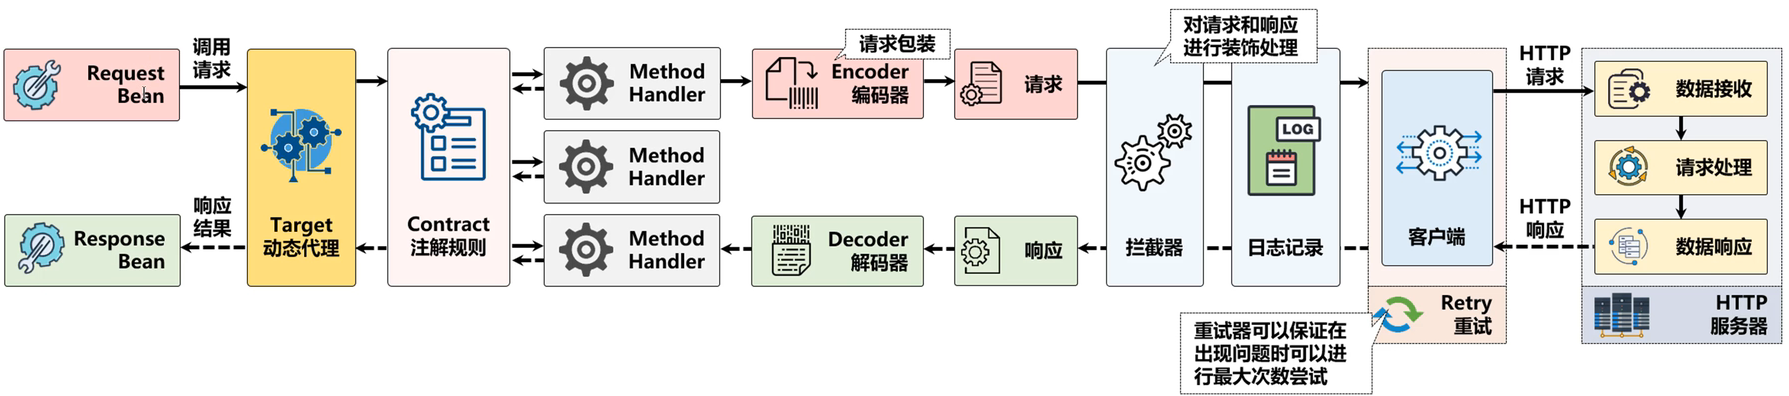 Request
Bean
调用
请求
Response
Bean
响应
结果
Target
动态代理
Contract
注解规则
Method
Handler
Method
Handler
Method
Handler
请求包装
Encoder
编码器
请求
Decoder
解码器
响应
对请求和响应
进行装饰处理
拦截器
LOG
日志记录
客户端
Retry
重试
重试器可以保证在
出现问题时可以进
行最大次数尝试
HTTP
请求
HTTP
响应
数据接收
请求处理
数据响应
HTTP
服务器